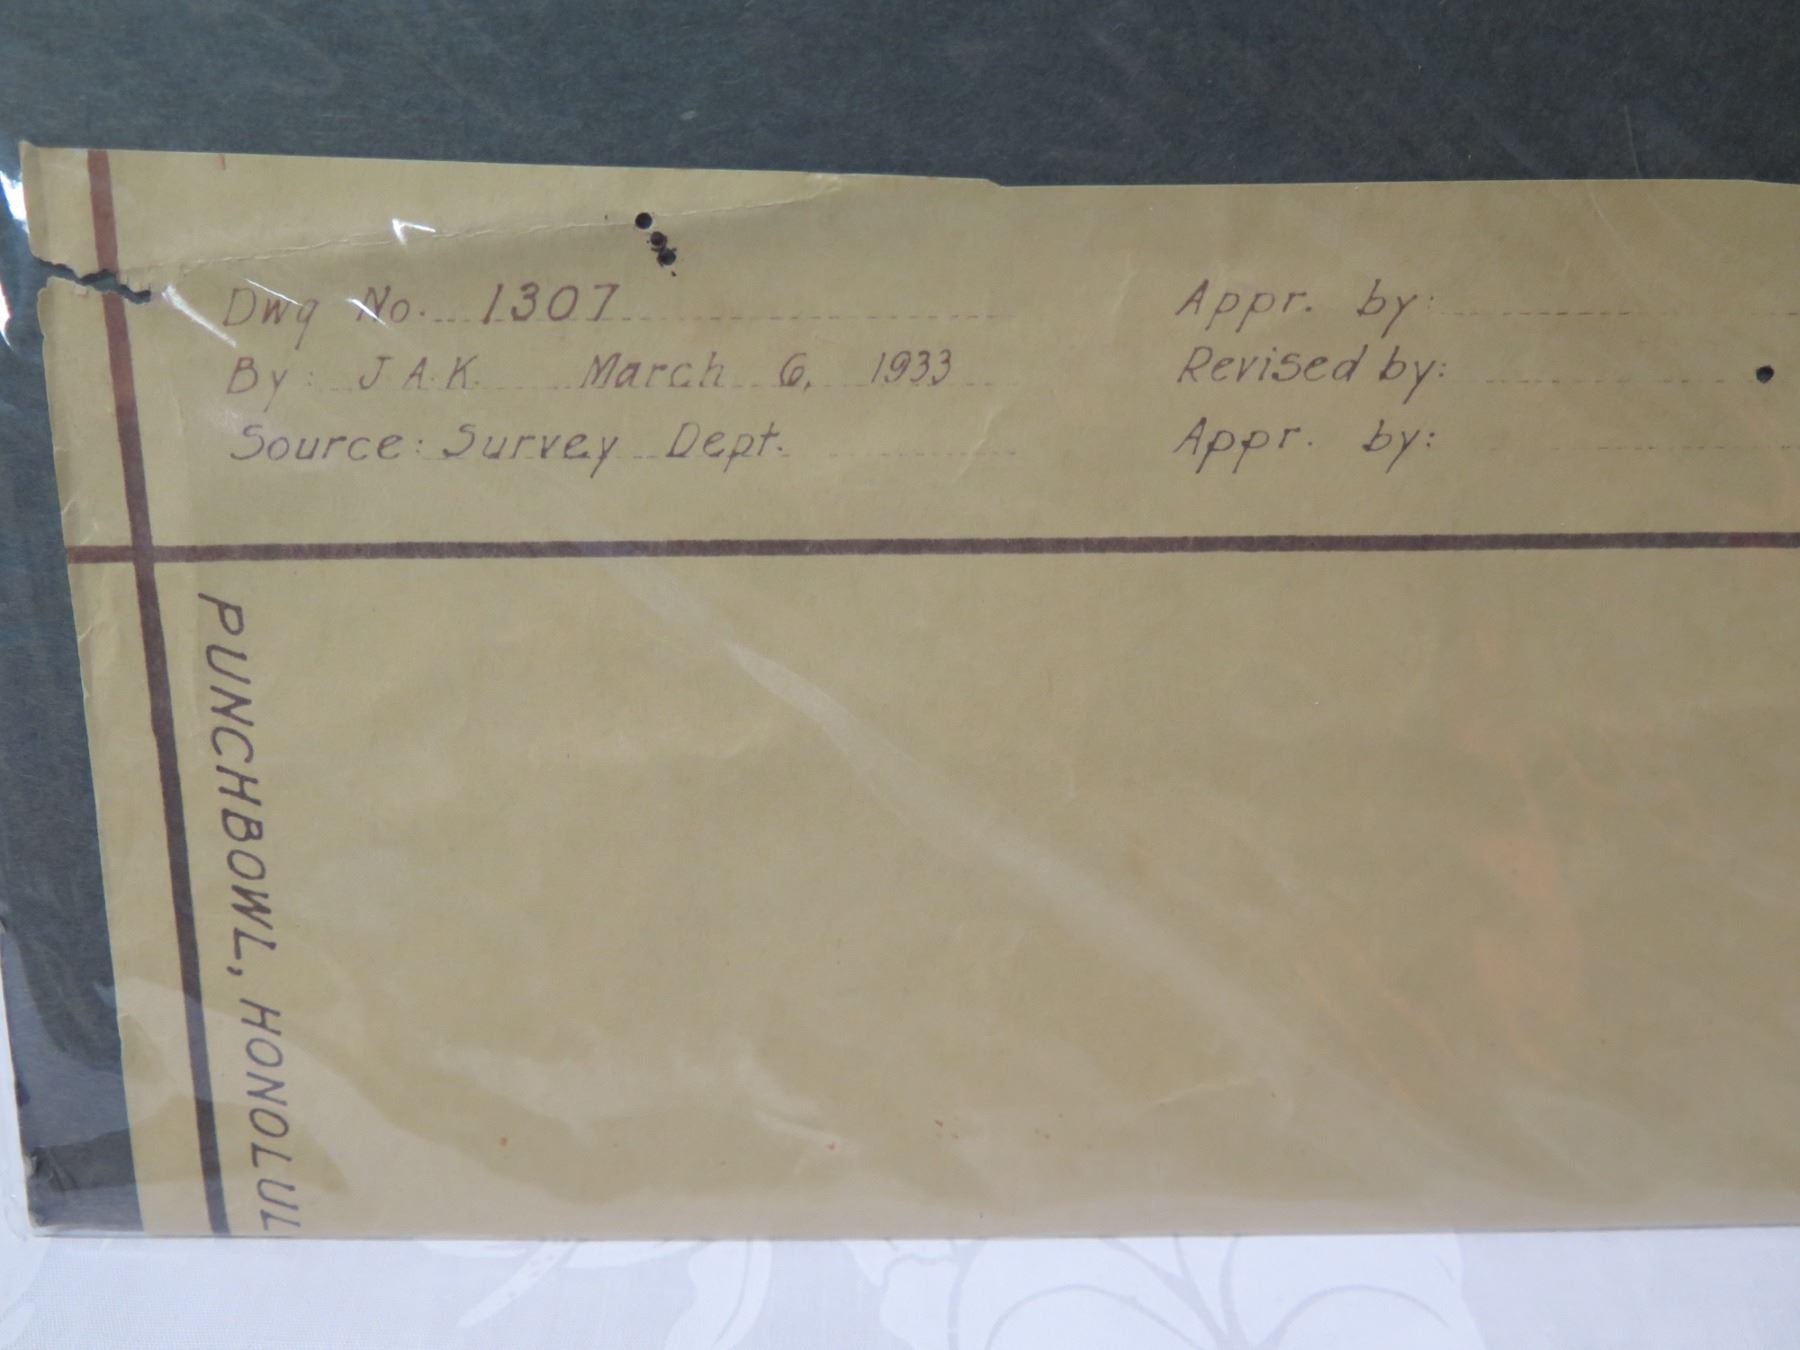 Dwg No. 1307
By: J.A.K. March 6, 1933
Source: Survey Dept.
Appr. by:
Revised by:
Appr. by:
PUNCHBOWL, HONOLUL